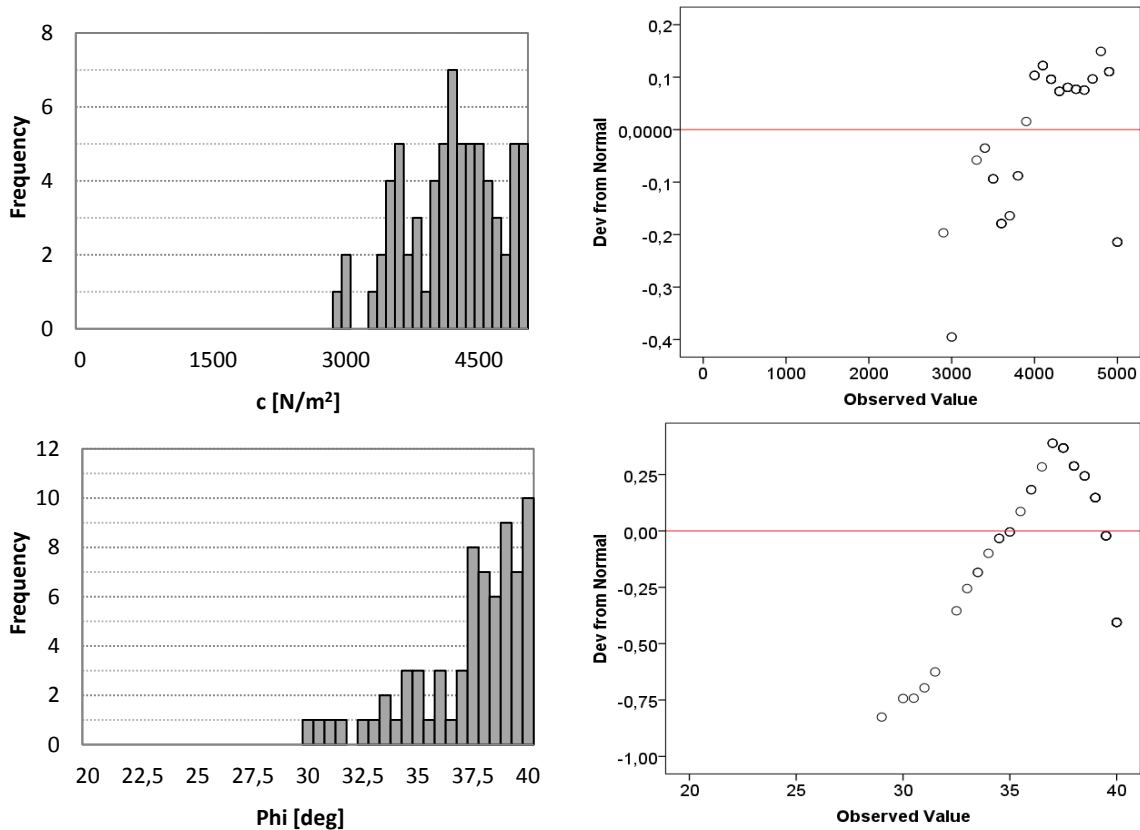 8
6
4
2
0
Frequency
0 1500 3000 4500
c [N/m²]
0,2
0,1
0,0000
-0,1
-0,2
-0,3
-0,4
Dev from Normal
0 1000 2000 3000 4000 5000
Observed Value
12
10
8
6
4
2
0
Frequency
20 22,5 25 27,5 30 32,5 35 37,5 40
Phi [deg]
0,25
0,00
-0,25
-0,50
-0,75
-1,00
Dev from Normal
20 25 30 35 40
Observed Value